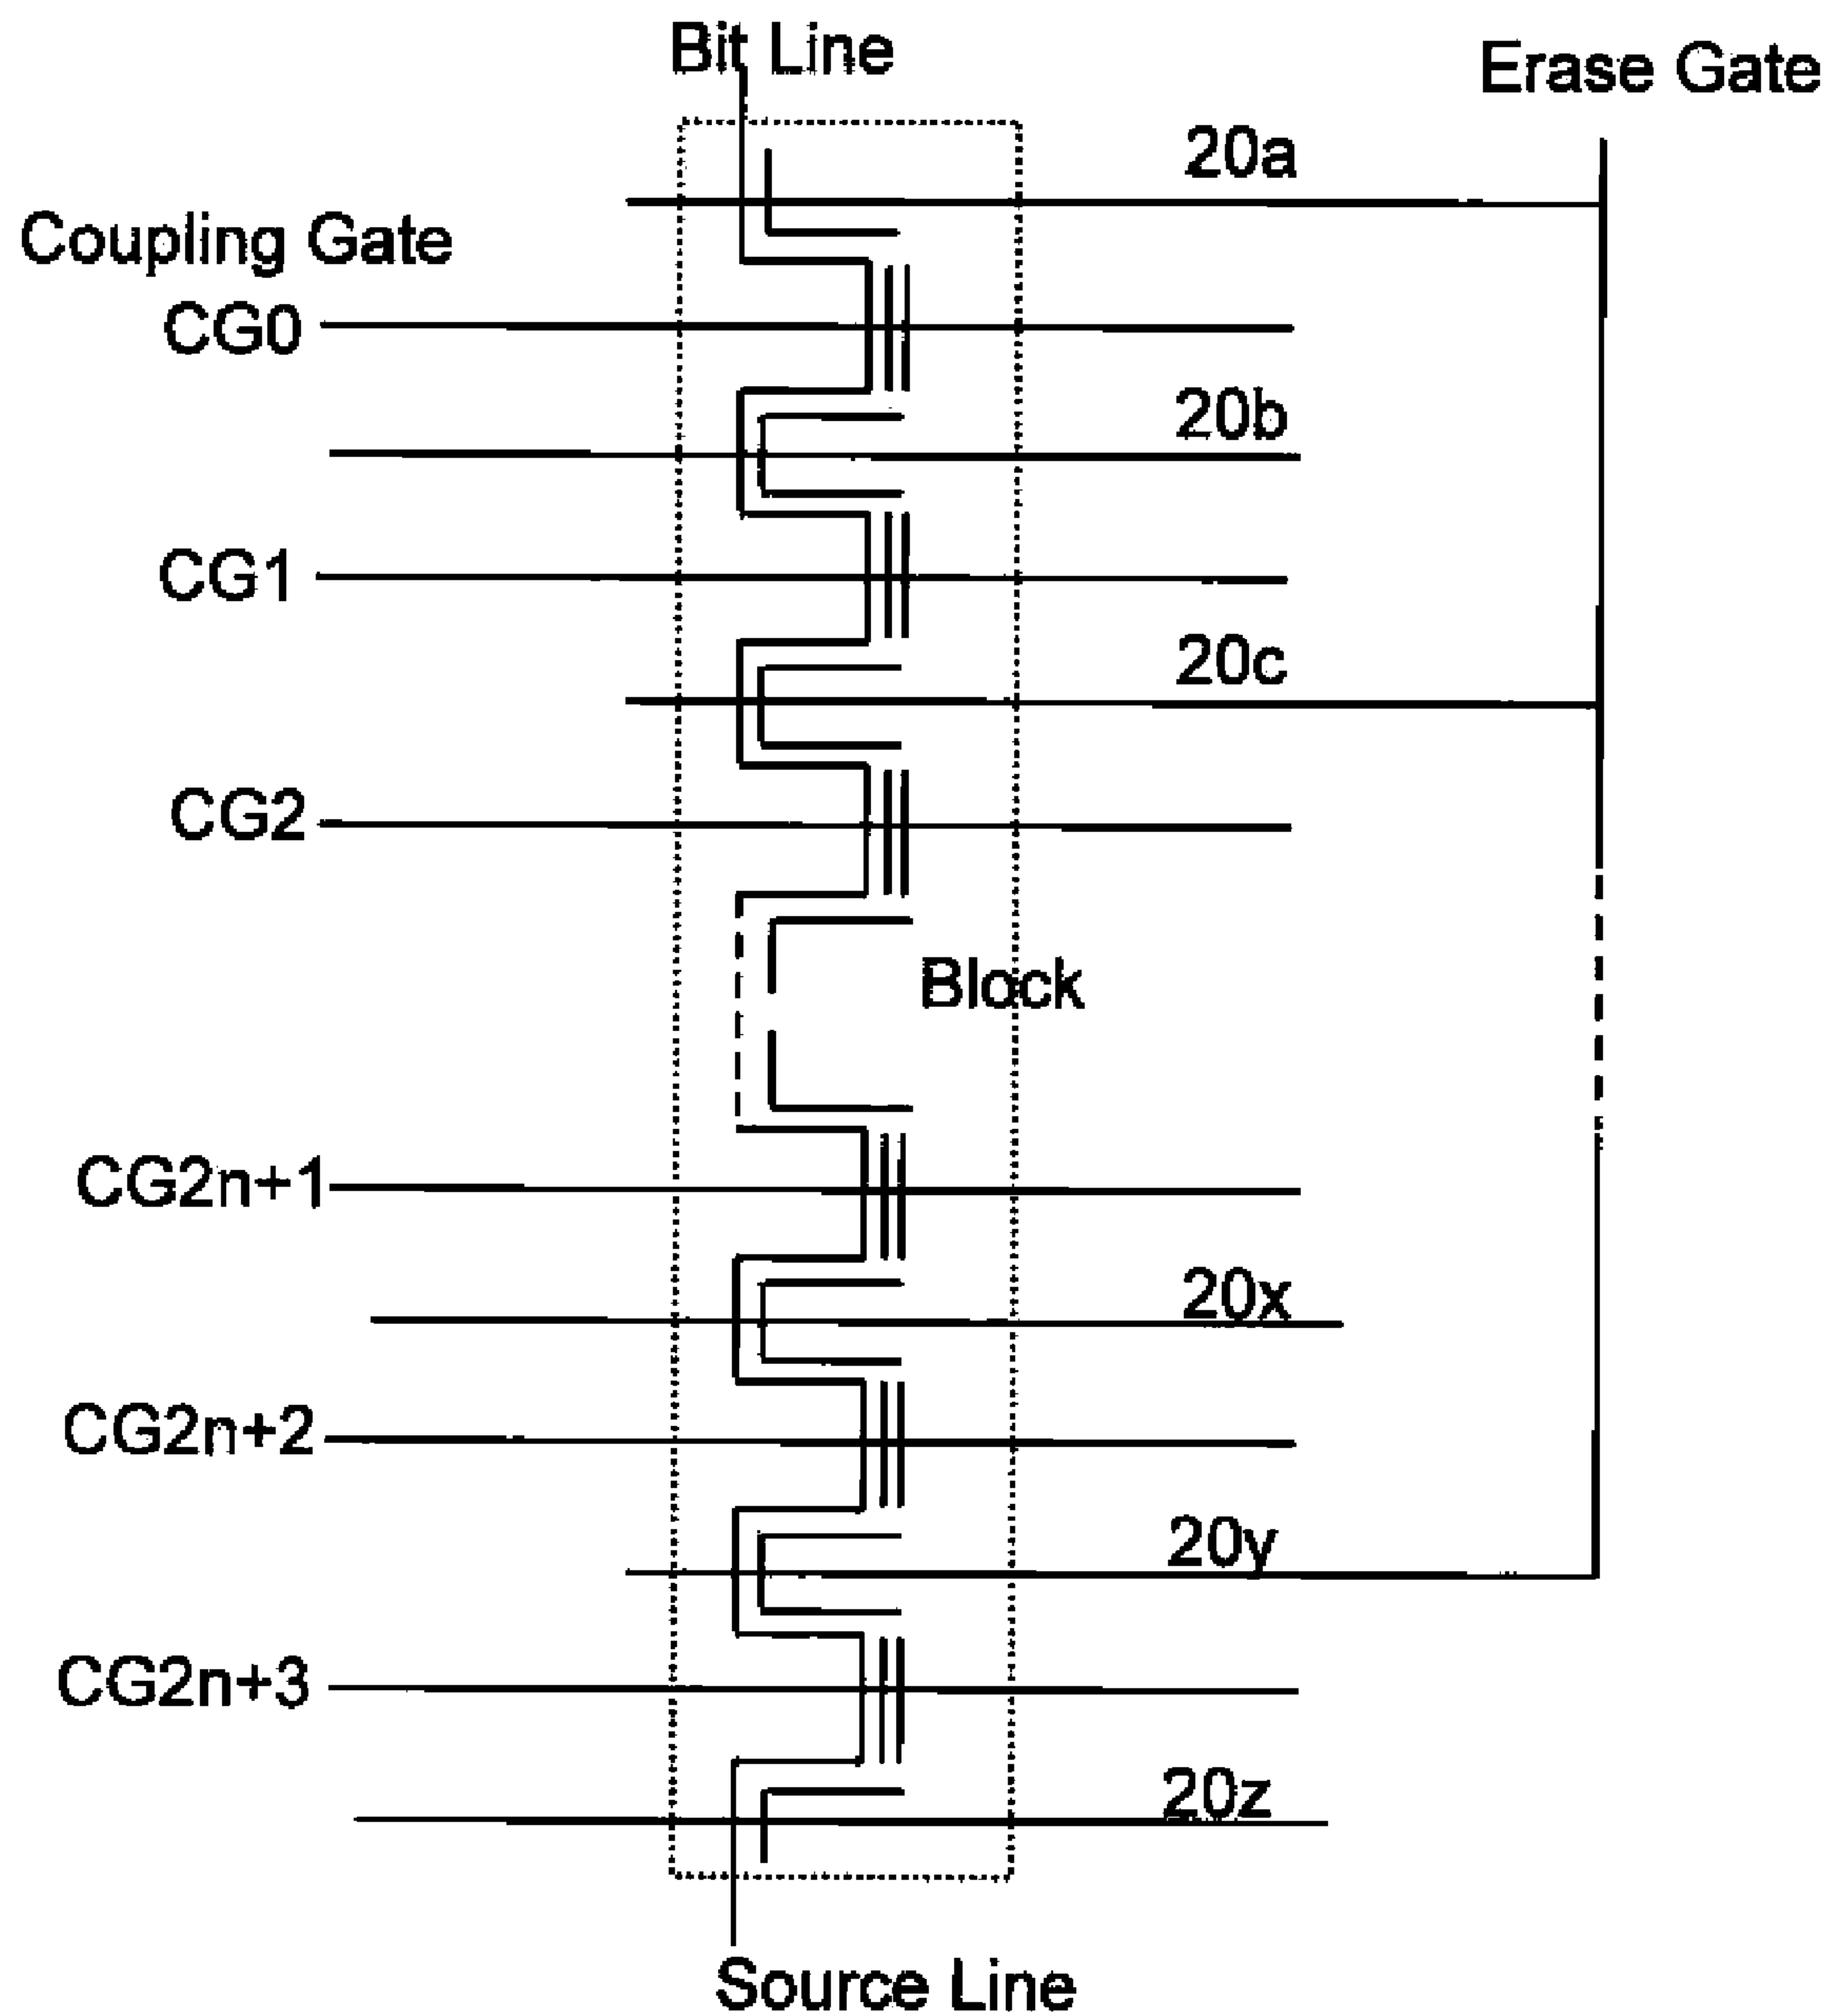 Bit Line
Erase Gate
20a
Coupling Gate
CG0
20b
CG1
20c
CG2
Block
CG2n+1
20x
CG2n+2
20y
CG2n+3
20z
Source Line